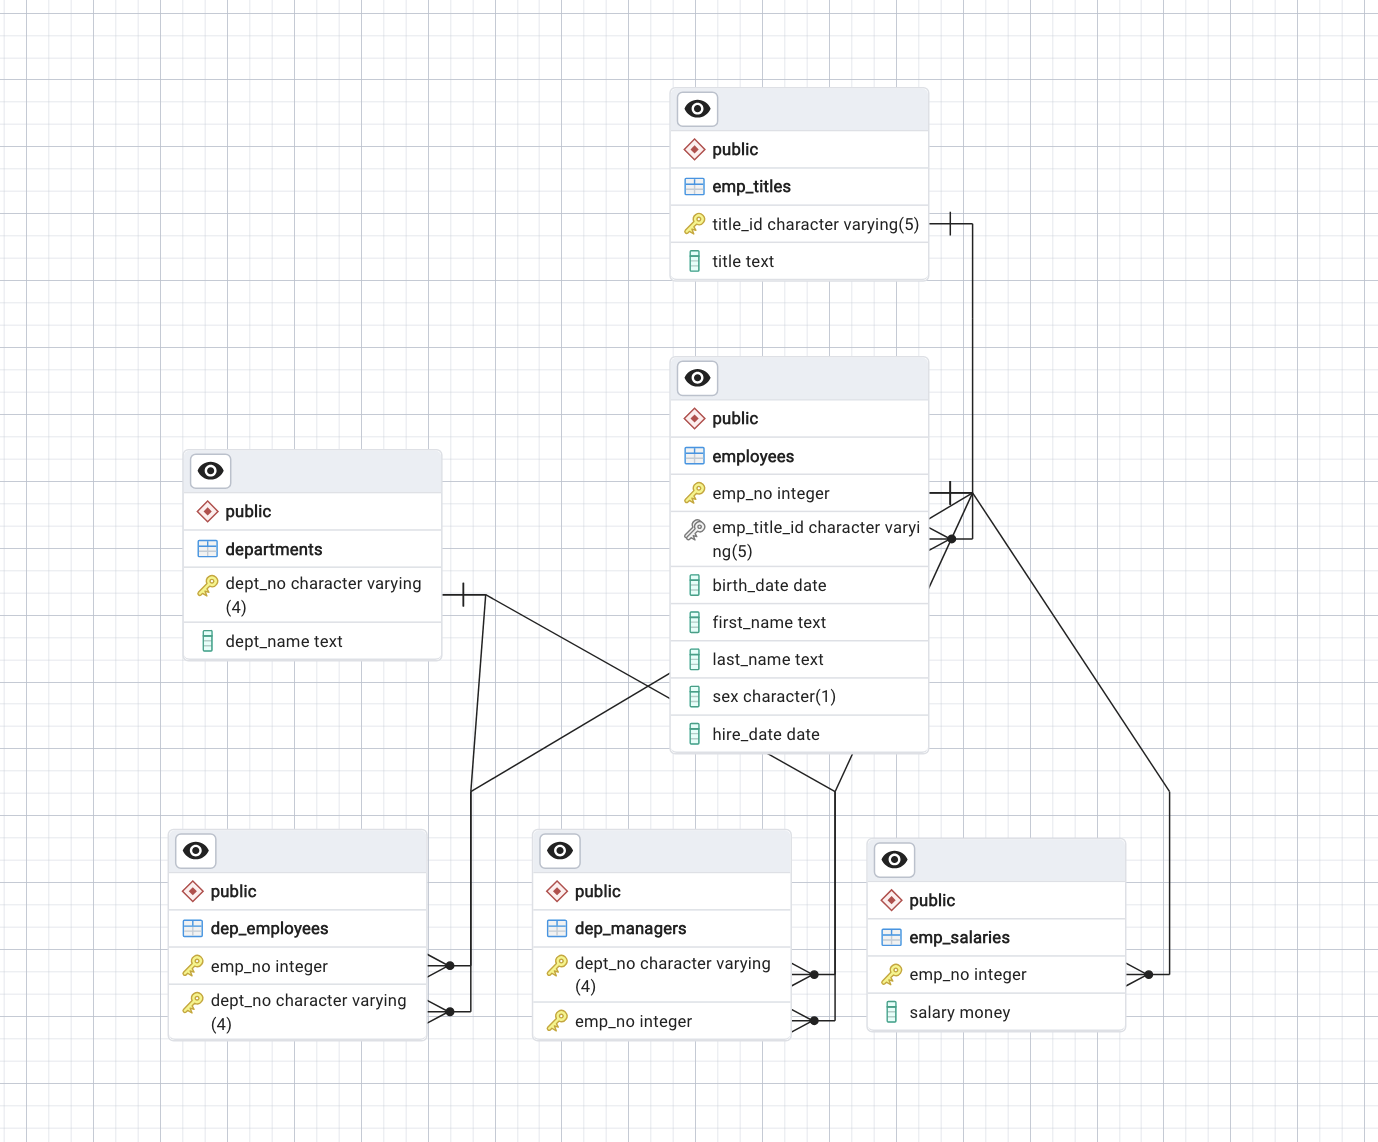 public
emp_titles
title_id character varying(5)
title text
public
employees
emp_no integer
emp_title_id character varyi
ng(5)
birth_date date
first_name text
last_name text
sex character(1)
hire_date date
public
departments
dept_no character varying
(4)
dept_name text
public
dep_employees
emp_no integer
dept_no character varying
(4)
public
dep_managers
dept_no character varying
(4)
emp_no integer
public
emp_salaries
emp_no integer
salary money